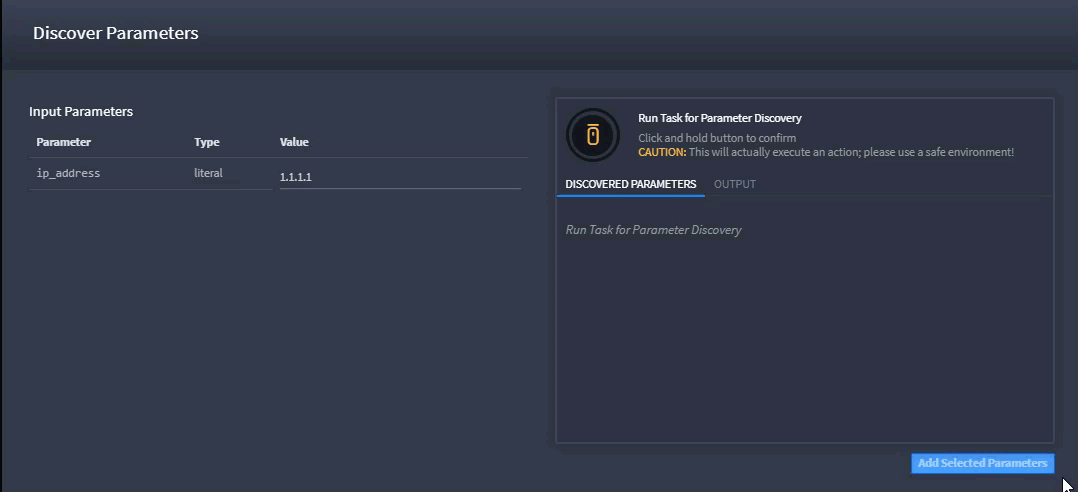 Discover Parameters
Input Parameters
Parameter Type Value
ip_address literal 1.1.1.1
Run Task for Parameter Discovery
Click and hold button to confirm
CAUTION: This will actually execute an action; please use a safe environment!
DISCOVERED PARAMETERS OUTPUT
Run Task for Parameter Discovery
Add Selected Parameters